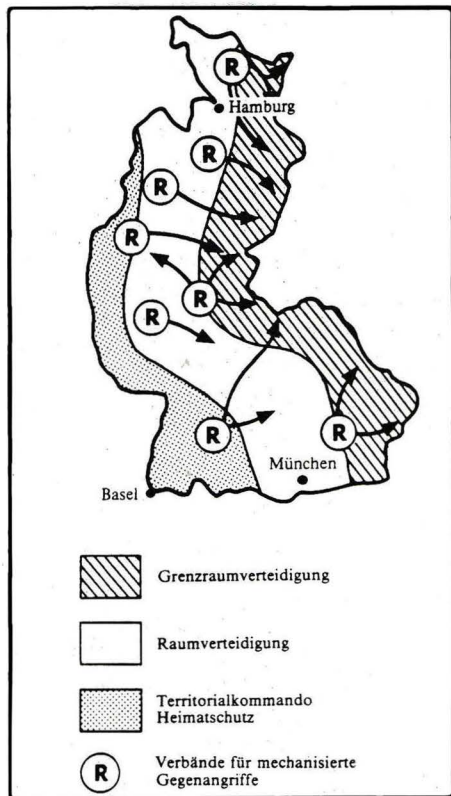 R
Hamburg
R
R
R
R
R
R
R
München
Basel
Grenzraumverteidigung
Raumverteidigung
Territorialkommando
Heimatschutz
R
Verbände für mechanisierte
Gegenangriffe